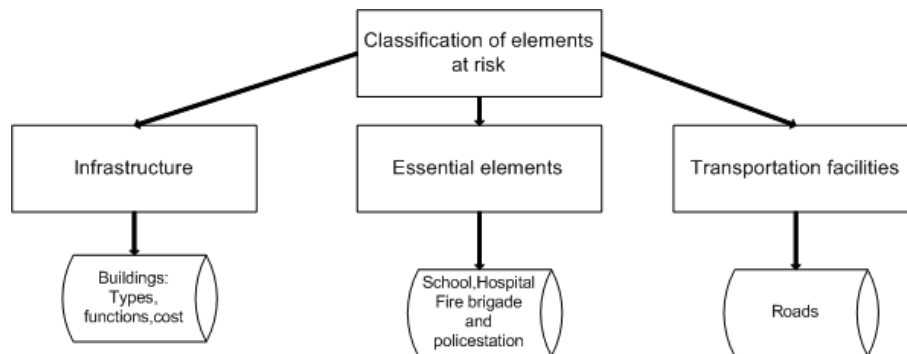 Classification of elements
at risk
Infrastructure
Essential elements
Transportation facilities
Buildings:
Types,
functions,cost
School,Hospital
Fire brigade
and
policestation
Roads